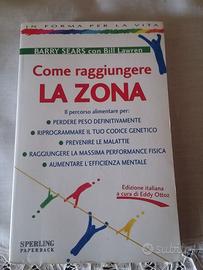 IN FORMA PER LA VITA
BARRY SEARS con Bill Lawren
Come raggiungere
LA ZONA
Il percorso alimentare per:
• PERDERE PESO DEFINITIVAMENTE
• RIPROGRAMMARE IL TUO CODICE GENETICO
• PREVENIRE LE MALATTIE
• RAGGIUNGERE LA MASSIMA PERFORMANCE FISICA
• AUMENTARE L'EFFICIENZA MENTALE
Edizione italiana
a cura di Eddy Ottoz
SPERLING
PAPERBACK
subito.it